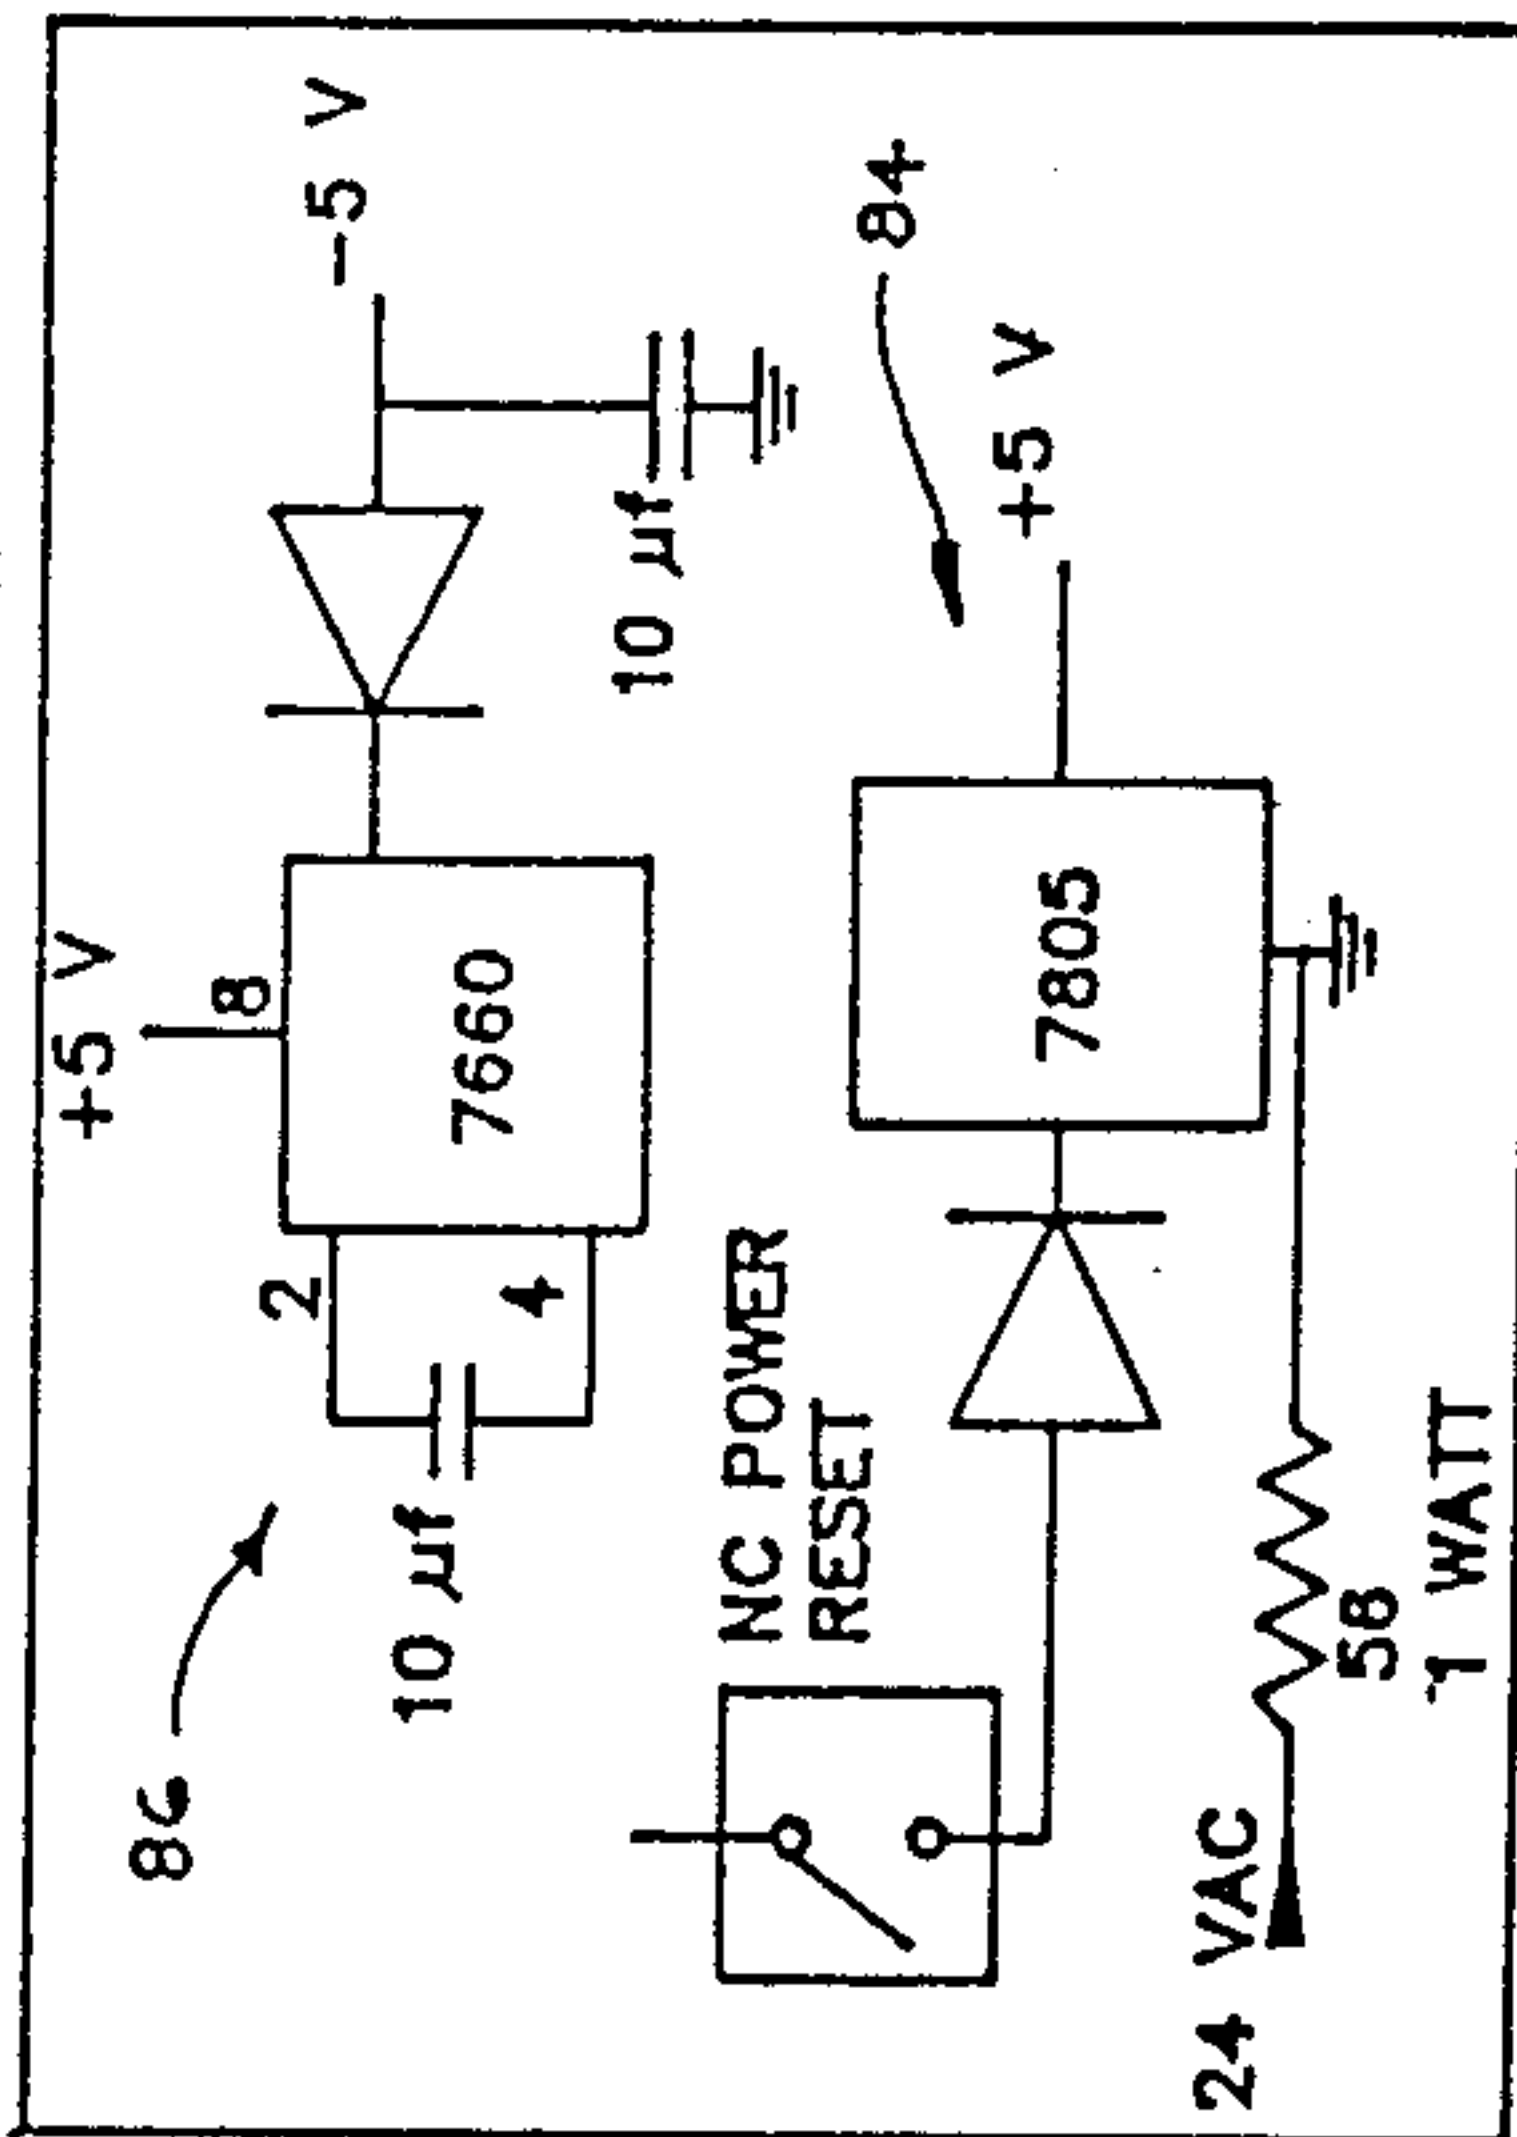 +5 V
8
-5 V
86
2
7660
4
10 µf
10 µf
84
NC POWER
RESET
+5 V
7805
24 VAC
58
1 WATT